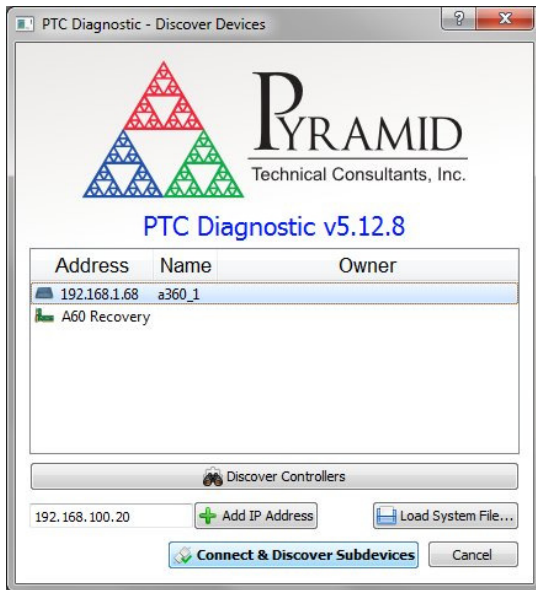 PTC Diagnostic - Discover Devices
PYRAMID
Technical Consultants, Inc.
PTC Diagnostic v5.12.8
Address Name Owner
192.168.1.68 a360_1
A60 Recovery
Discover Controllers
192.168.100.20 Add IP Address Load System File...
Connect & Discover Subdevices Cancel